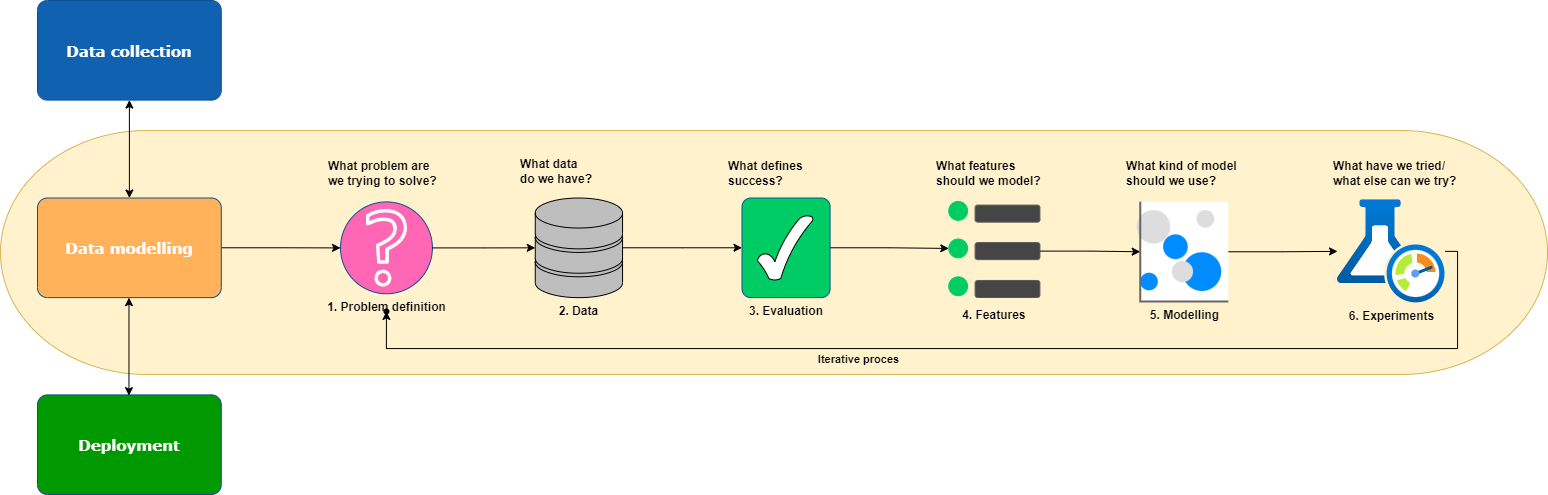 Data collection
What problem are
we trying to solve?
What data
do we have?
What defines
success?
What features
should we model?
What kind of model
should we use?
What have we tried/
what else can we try?
Data modelling
?
1. Problem definition
2. Data
3. Evaluation
4. Features
5. Modelling
6. Experiments
Iterative proces
Deployment